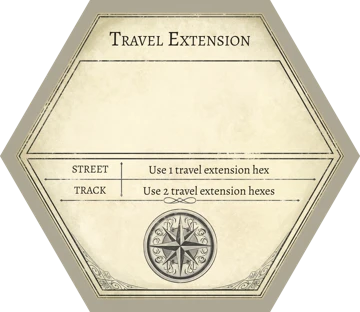 Travel Extension
STREET Use 1 travel extension hex
TRACK Use 2 travel extension hexes